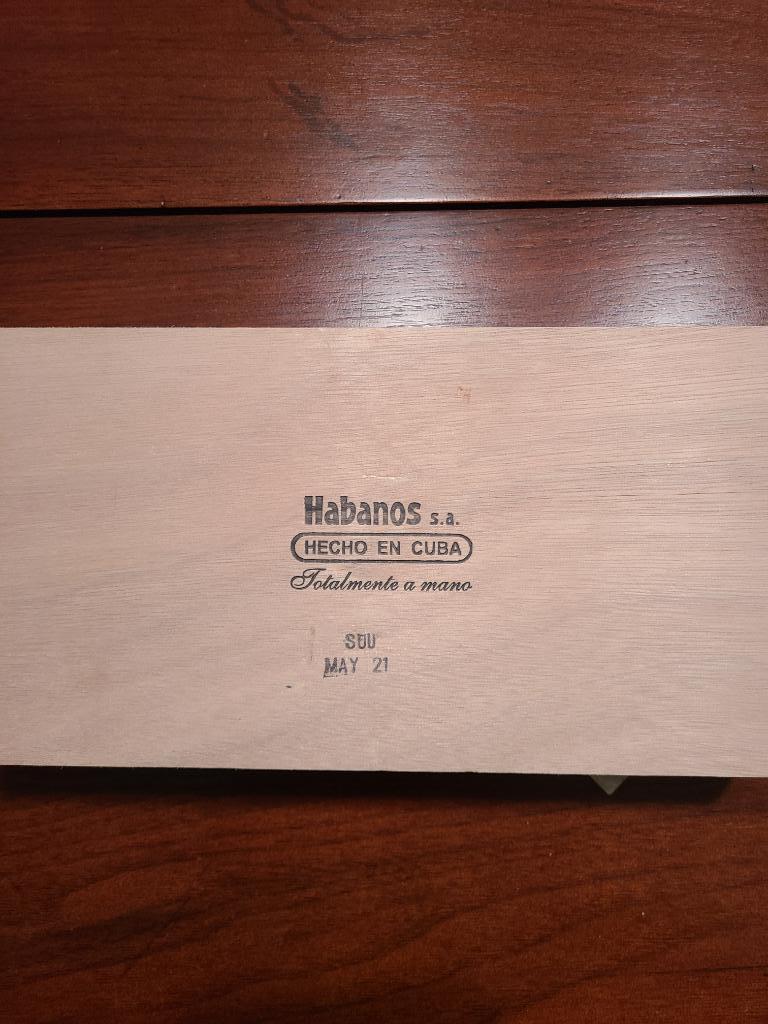 Habanos s.a.
HECHO EN CUBA
Totalmente a mano
SUU
MAY 21